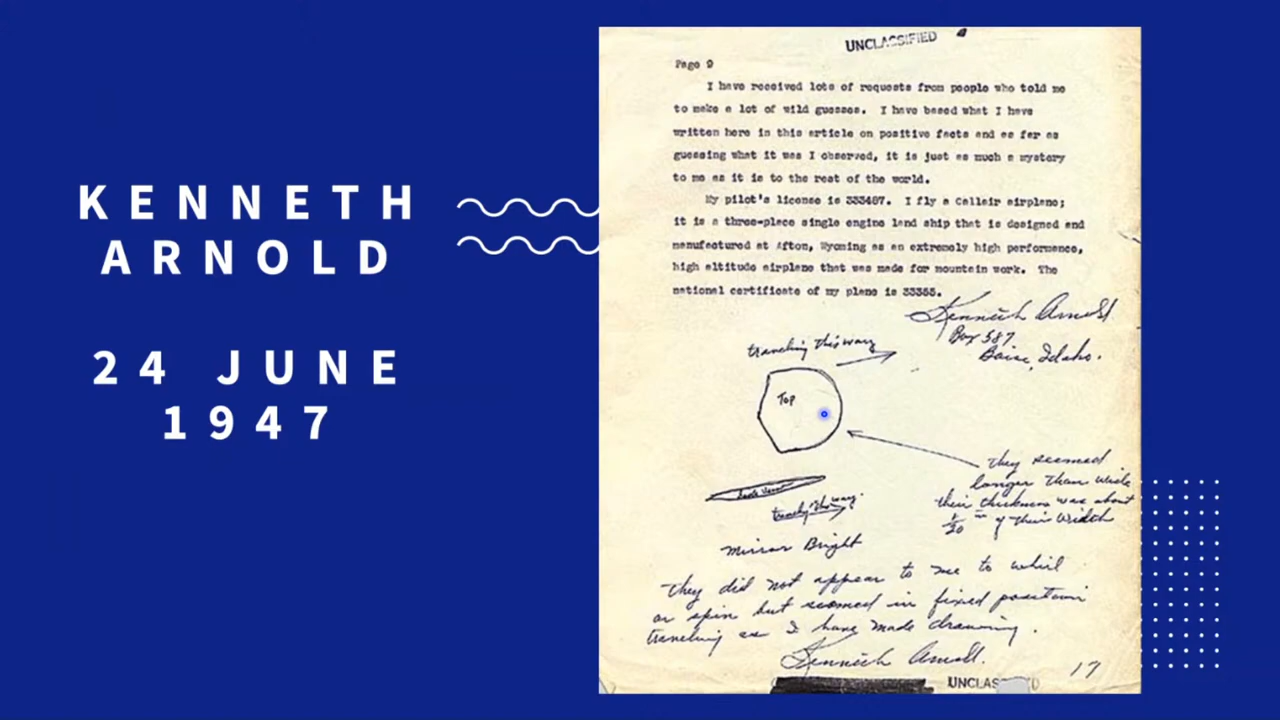 KENNETH
ARNOLD
24 JUNE
1947
UNCLASSIFIED
Page 9
I have received lots of requests from people who told me
to make a lot of wild guesses. I have based what I have
written here in this article on positive facts and as far as
guessing what it was I observed, it is just as much a mystery
to me as it is to the rest of the world.
My pilot's license is 333487. I fly a Callair airplane;
it is a three-place single engine land ship that is designed and
manufactured at Afton, Wyoming as an extremely high performance,
high altitude airplane that was made for mountain work. The
national certificate of my plane is 33355.
Kenneth Arnold
Box 587
Boise, Idaho.
traveling this way
Top
they seemed
longer than wide
their thickness was about
1/20 th of their width
side view
traveling this way.
Mirror Bright
They did not appear to me to whirl
or spin but seemed in fixed position
traveling as I have made drawing.
Kenneth Arnold.
17
UNCLASSIFIED